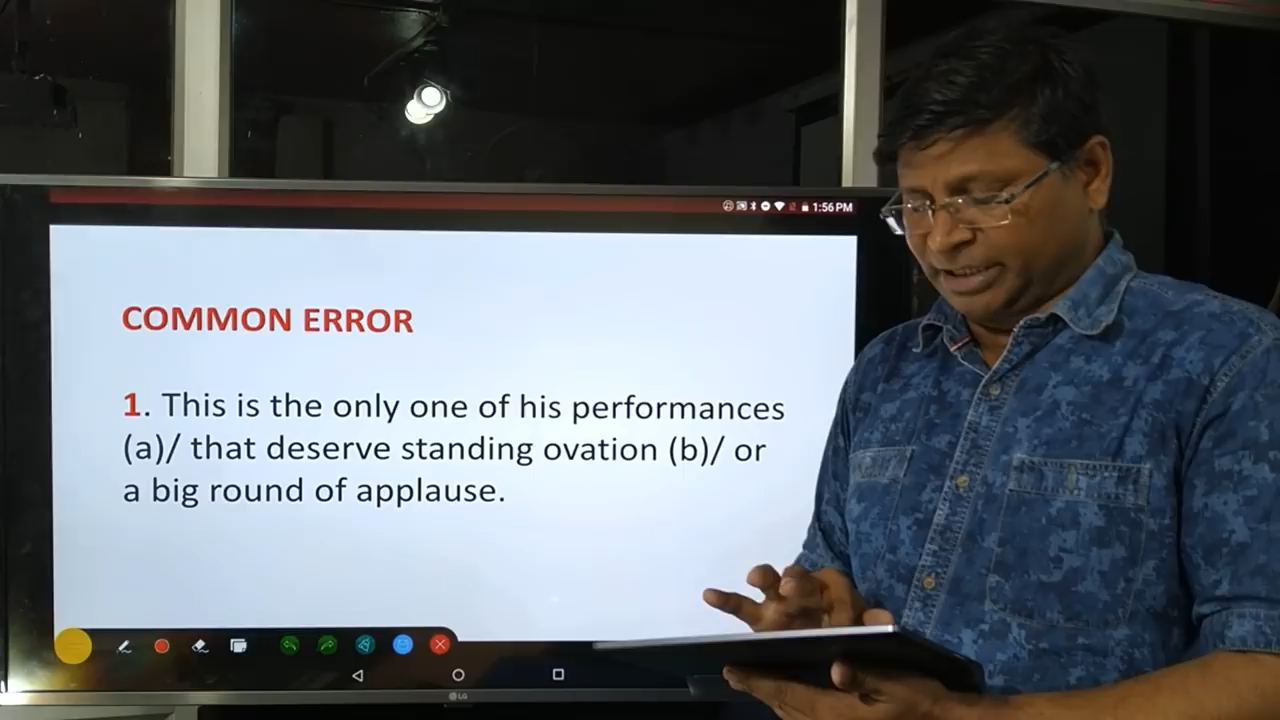 1:56 PM
COMMON ERROR
1. This is the only one of his performances
(a)/ that deserve standing ovation (b)/ or
a big round of applause.
LG